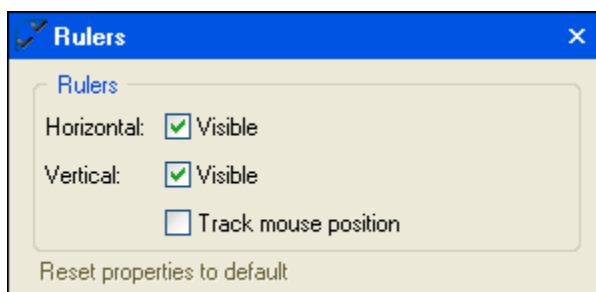 Rulers
Rulers
Horizontal: Visible
Vertical: Visible
Track mouse position
Reset properties to default